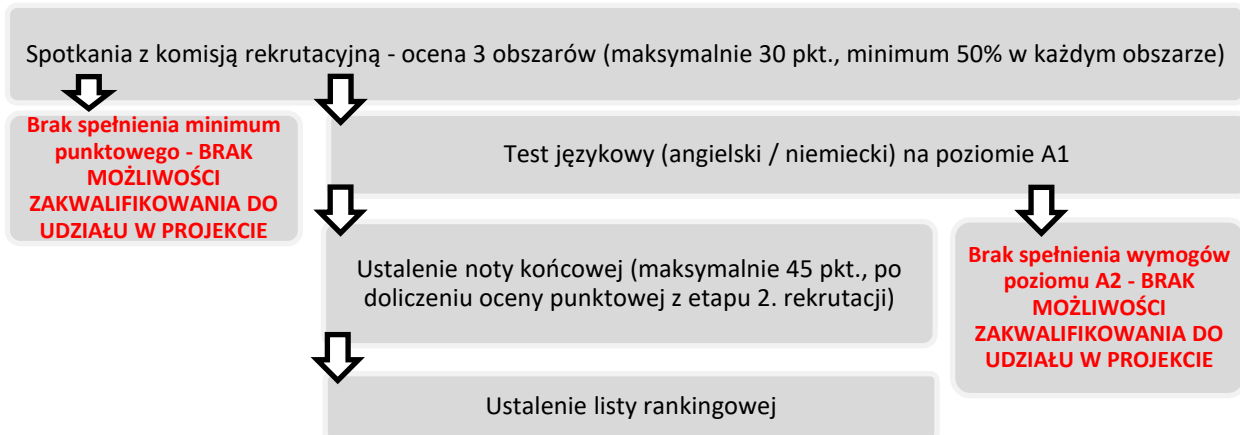 Spotkania z komisją rekrutacyjną - ocena 3 obszarów (maksymalnie 30 pkt., minimum 50% w każdym obszarze)
Brak spełnienia minimum
punktowego - BRAK
MOŻLIWOŚCI
ZAKWALIFIKOWANIA DO
UDZIAŁU W PROJEKCIE
Test językowy (angielski / niemiecki) na poziomie A1
Ustalenie noty końcowej (maksymalnie 45 pkt., po
doliczeniu oceny punktowej z etapu 2. rekrutacji)
Brak spełnienia wymogów
poziomu A2 - BRAK
MOŻLIWOŚCI
ZAKWALIFIKOWANIA DO
UDZIAŁU W PROJEKCIE
Ustalenie listy rankingowej